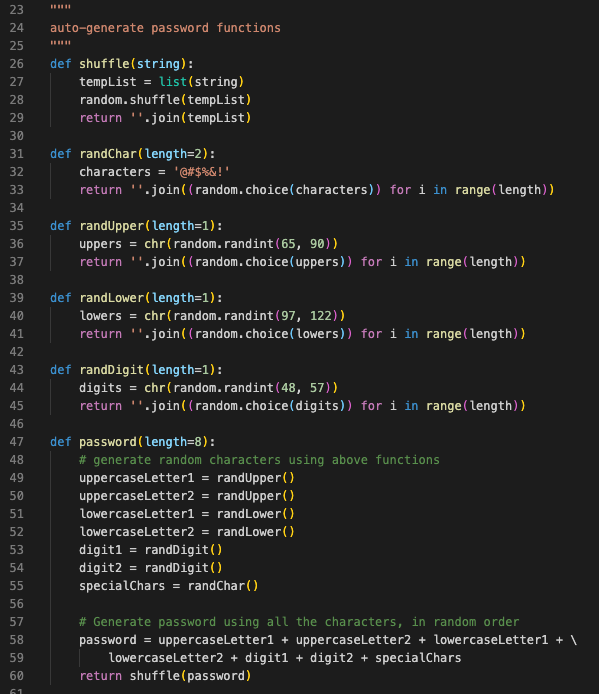 23 """
24 auto-generate password functions
25 """
26 def shuffle(string):
27     tempList = list(string)
28     random.shuffle(tempList)
29     return ''.join(tempList)
30
31 def randChar(length=2):
32     characters = '@#$%&!'
33     return ''.join((random.choice(characters)) for i in range(length))
34
35 def randUpper(length=1):
36     uppers = chr(random.randint(65, 90))
37     return ''.join((random.choice(uppers)) for i in range(length))
38
39 def randLower(length=1):
40     lowers = chr(random.randint(97, 122))
41     return ''.join((random.choice(lowers)) for i in range(length))
42
43 def randDigit(length=1):
44     digits = chr(random.randint(48, 57))
45     return ''.join((random.choice(digits)) for i in range(length))
46
47 def password(length=8):
48     # generate random characters using above functions
49     uppercaseLetter1 = randUpper()
50     uppercaseLetter2 = randUpper()
51     lowercaseLetter1 = randLower()
52     lowercaseLetter2 = randLower()
53     digit1 = randDigit()
54     digit2 = randDigit()
55     specialChars = randChar()
56
57     # Generate password using all the characters, in random order
58     password = uppercaseLetter1 + uppercaseLetter2 + lowercaseLetter1 + \
59         lowercaseLetter2 + digit1 + digit2 + specialChars
60     return shuffle(password)
61